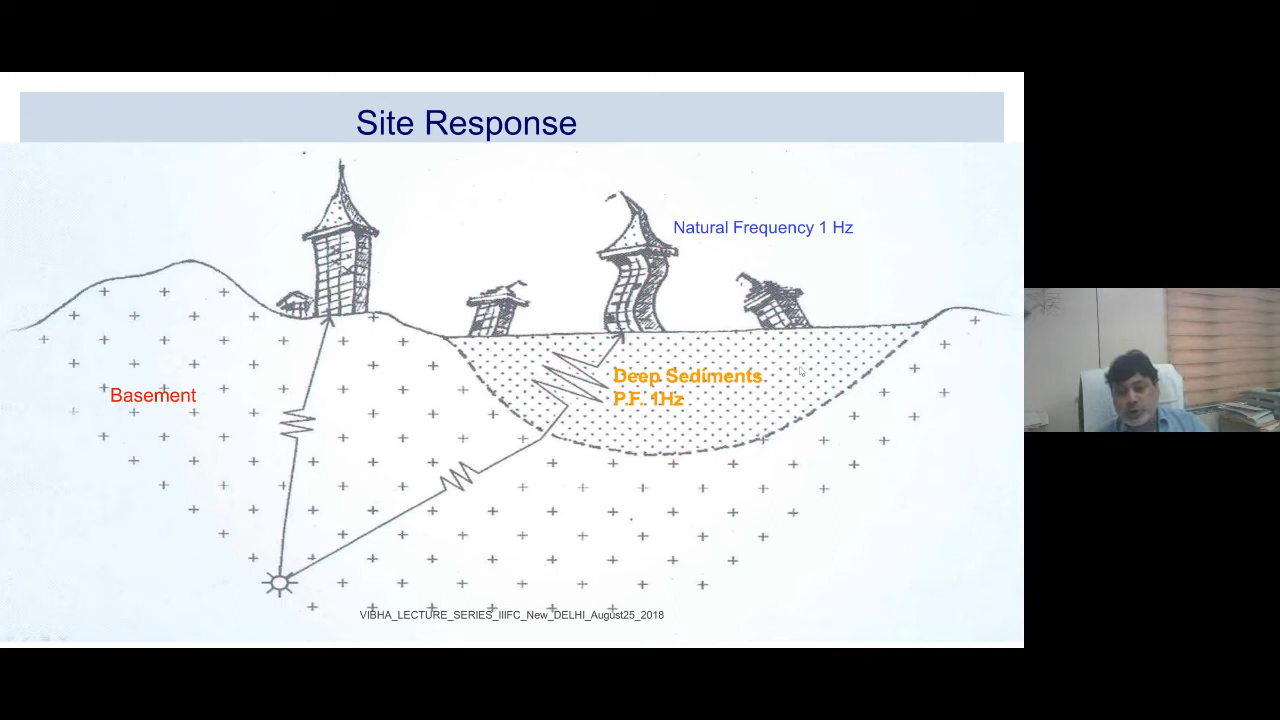 Site Response
Natural Frequency 1 Hz
Deep Sediments
P.F. 1Hz
Basement
VIBHA_LECTURE_SERIES_IIIFC_New_DELHI_August25_2018